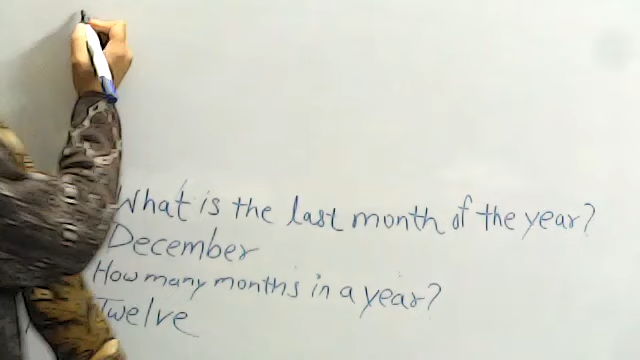 What is the last month of the year?
December
How many months in a year?
Twelve